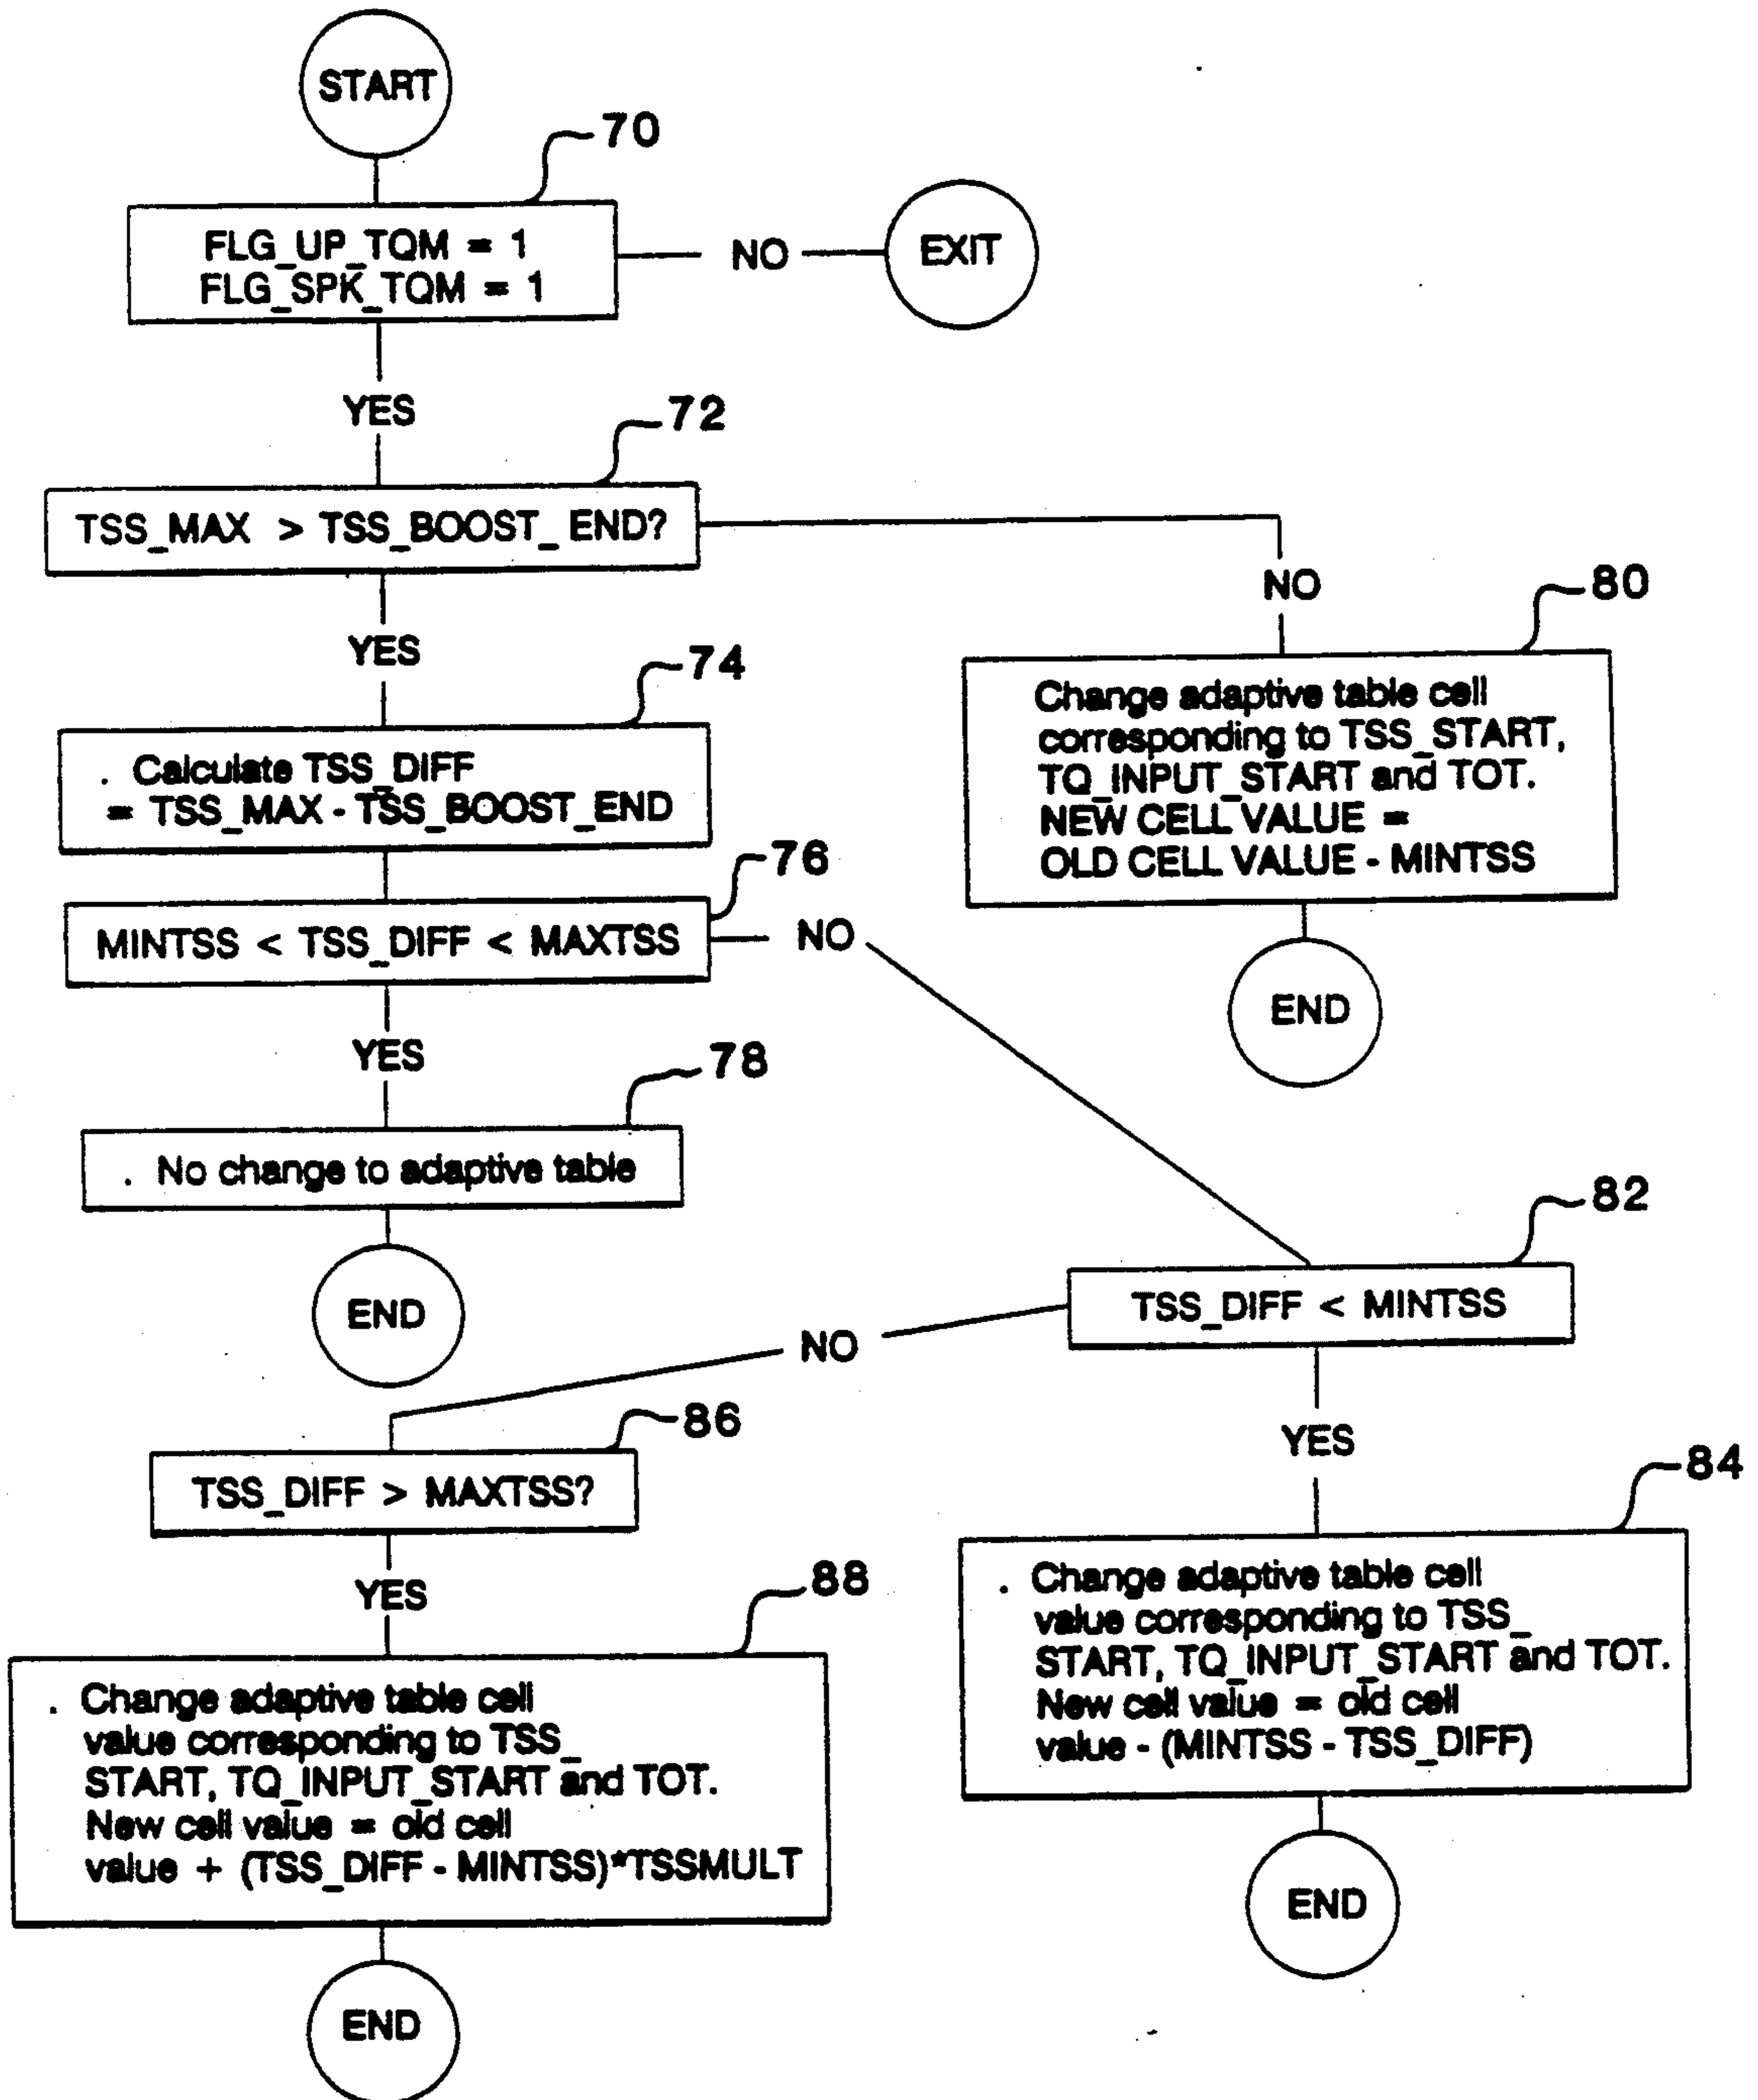 START
70
FLG_UP_TQM = 1
FLG_SPK_TQM = 1
NO
EXIT
YES
72
TSS_MAX > TSS_BOOST_ END?
NO
YES
80
Change adaptive table cell
corresponding to TSS_START,
TQ_INPUT_START and TOT.
NEW CELL VALUE =
OLD CELL VALUE - MINTSS
END
74
. Calculate TSS_DIFF
= TSS_MAX - TSS_BOOST_END
76
MINTSS < TSS_DIFF < MAXTSS
NO
YES
78
. No change to adaptive table
END
82
TSS_DIFF < MINTSS
NO
YES
84
. Change adaptive table cell
value corresponding to TSS_
START, TQ_INPUT_START and TOT.
New cell value = old cell
value - (MINTSS - TSS_DIFF)
END
86
TSS_DIFF > MAXTSS?
YES
88
. Change adaptive table cell
value corresponding to TSS_
START, TQ_INPUT_START and TOT.
New cell value = old cell
value + (TSS_DIFF - MINTSS)*TSSMULT
END